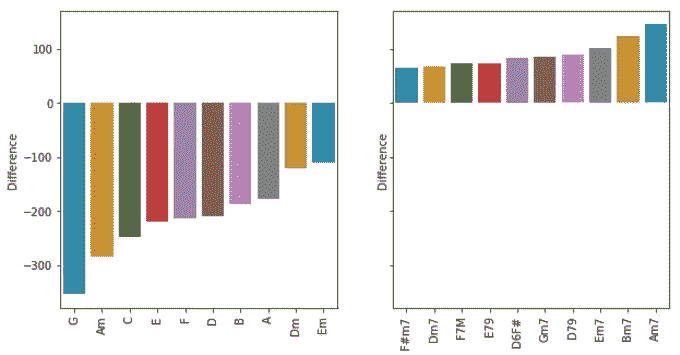 Difference
100
0
−100
−200
−300
G Am C E F D B A Dm Em
Difference
F#m7 Dm7 F7M E79 D6F# Gm7 D79 Em7 Bm7 Am7